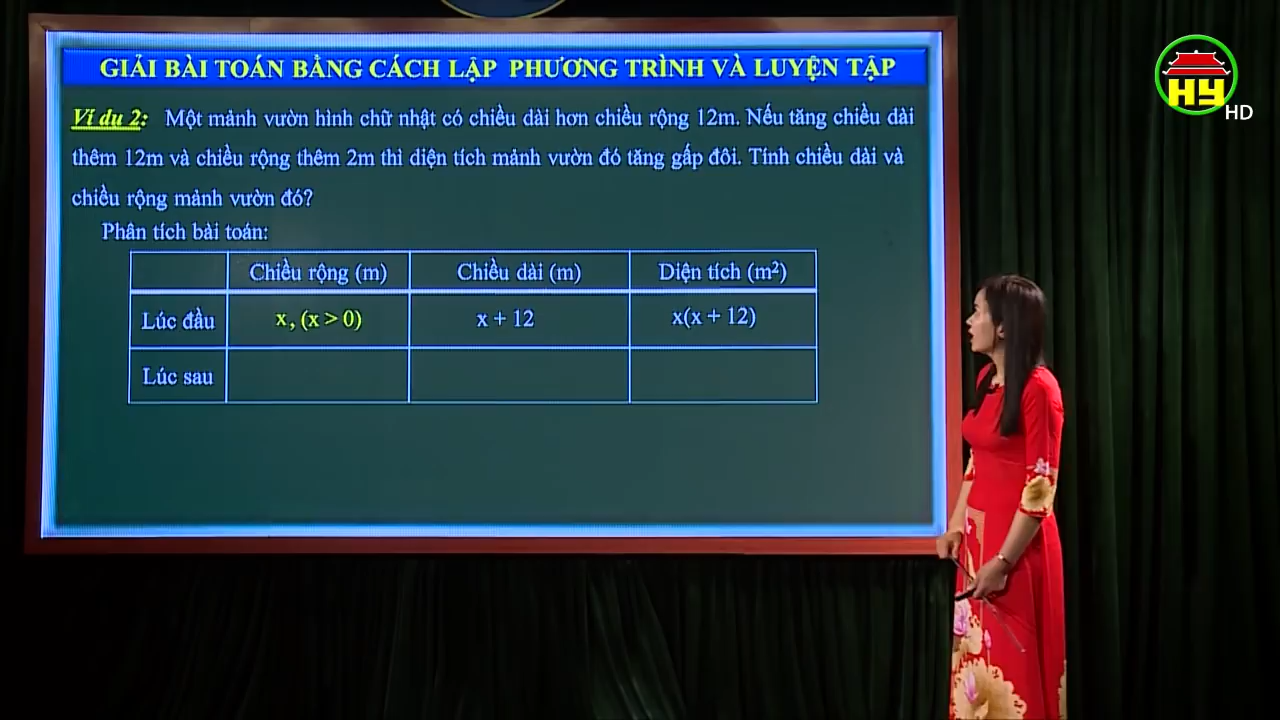 GIẢI BÀI TOÁN BẰNG CÁCH LẬP PHƯƠNG TRÌNH VÀ LUYỆN TẬP
Ví dụ 2: Một mảnh vườn hình chữ nhật có chiều dài hơn chiều rộng 12m. Nếu tăng chiều dài
thêm 12m và chiều rộng thêm 2m thì diện tích mảnh vườn đó tăng gấp đôi. Tính chiều dài và
chiều rộng mảnh vườn đó?
Phân tích bài toán:
Chiều rộng (m) Chiều dài (m) Diện tích (m²)
Lúc đầu x , (x > 0) x + 12 x(x + 12)
Lúc sau
HY
HD